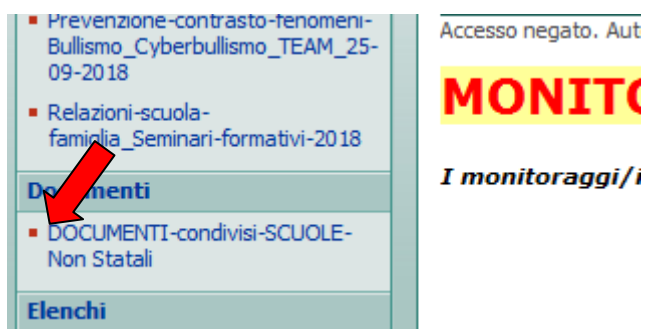 Prevenzione-contrasto-fenomeni-
Bullismo_Cyberbullismo_TEAM_25-
09-2018
Relazioni-scuola-
famiglia_Seminari-formativi-2018
Documenti
DOCUMENTI-condivisi-SCUOLE-
Non Statali
Elenchi
Accesso negato. Aut
MONITO
I monitoraggi/i